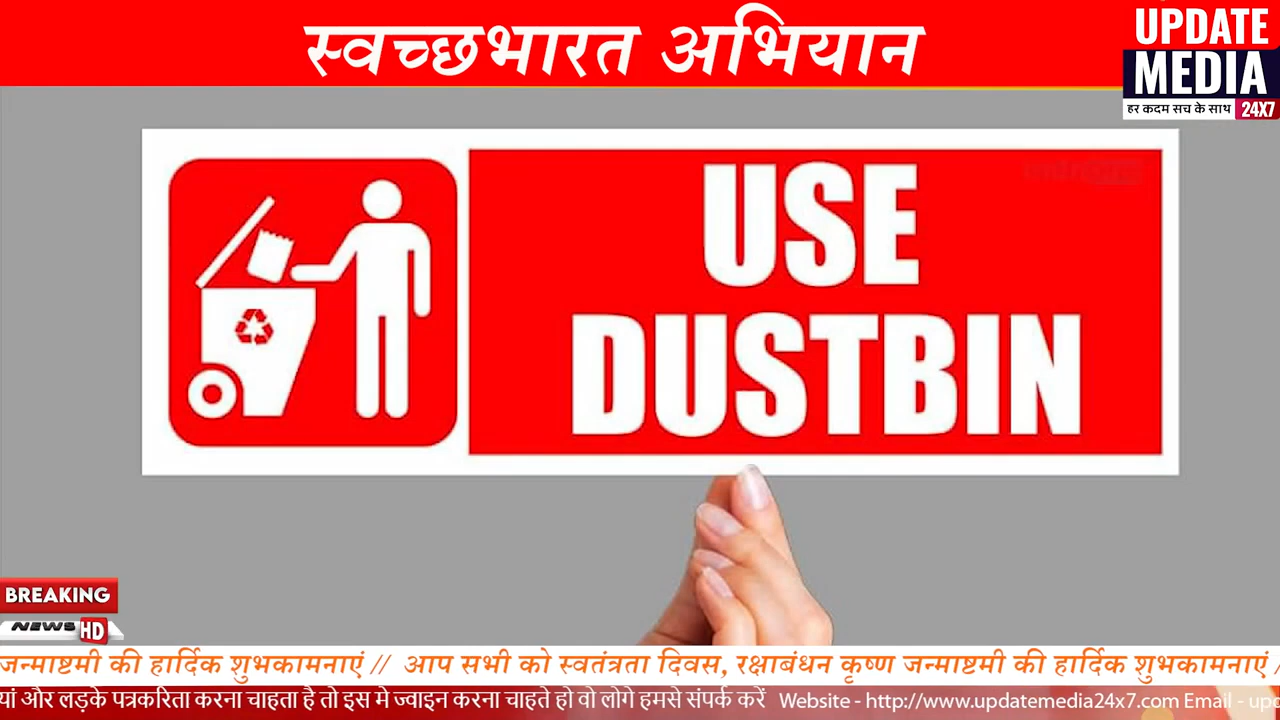 स्वच्छभारत अभियान
UPDATE
MEDIA
हर कदम सच के साथ 24X7
USE
DUSTBIN
BREAKING
NEWS HD
जन्माष्टमी की हार्दिक शुभकामनाएं // आप सभी को स्वतंत्रता दिवस, रक्षाबंधन कृष्ण जन्माष्टमी की हार्दिक शुभकामनाएं /
यां और लड़के पत्रकरिता करना चाहता है तो इस मे ज्वाइन करना चाहते हो वो लोगे हमसे संपर्क करें Website - http://www.updatemedia24x7.com Email - upd